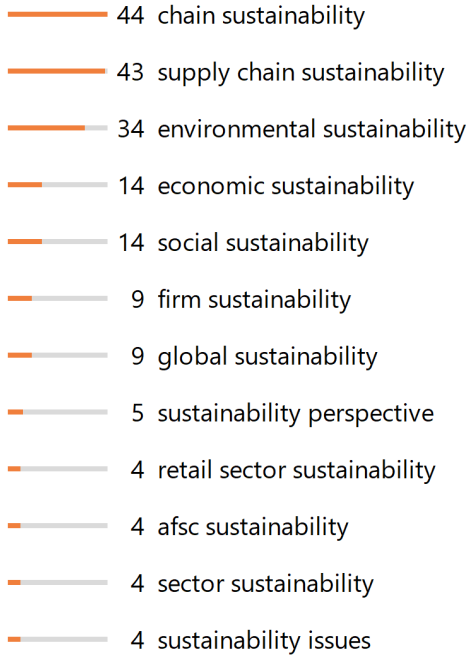 44 chain sustainability
43 supply chain sustainability
34 environmental sustainability
14 economic sustainability
14 social sustainability
9 firm sustainability
9 global sustainability
5 sustainability perspective
4 retail sector sustainability
4 afsc sustainability
4 sector sustainability
4 sustainability issues